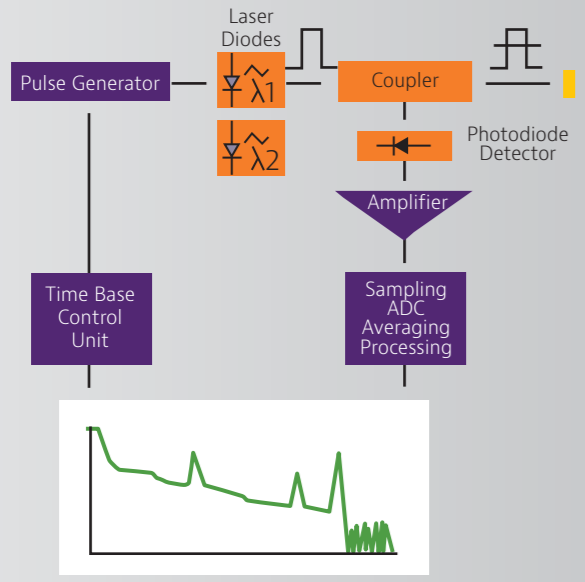 Laser
Diodes
Pulse Generator
λ1
Coupler
λ2
Photodiode
Detector
Amplifier
Time Base
Control
Unit
Sampling
ADC
Averaging
Processing